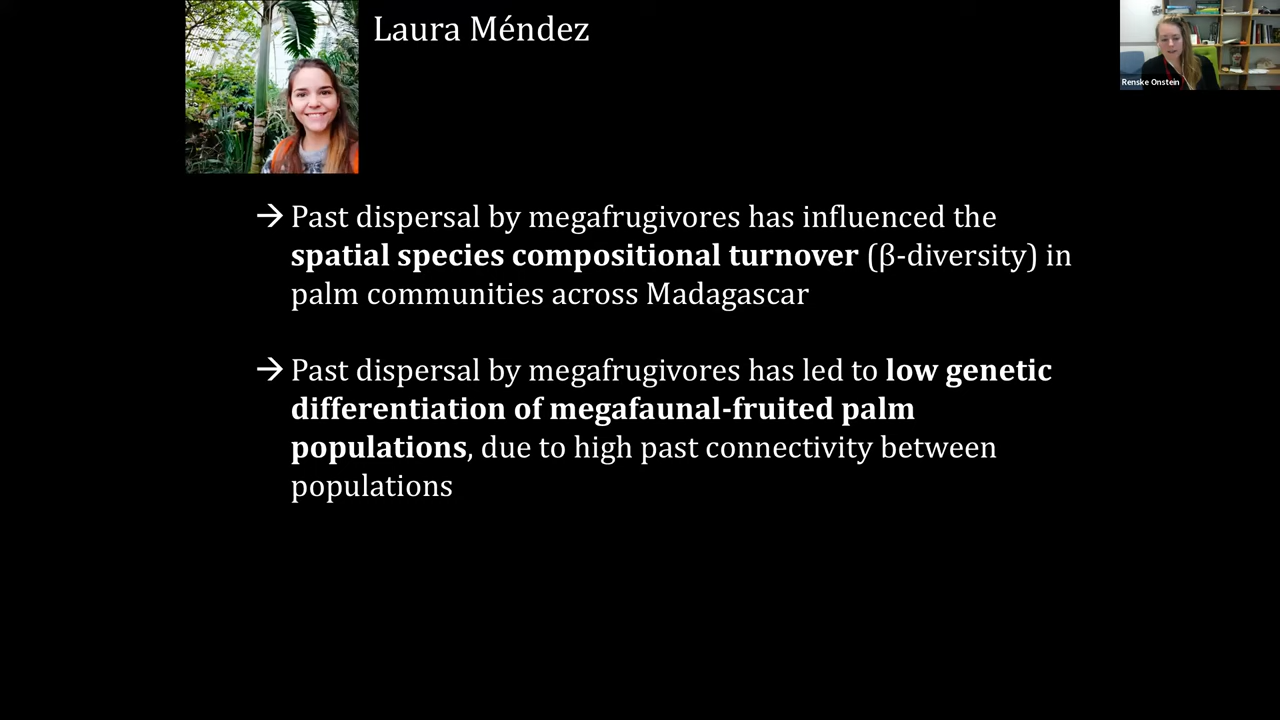 Laura Méndez
Renske Onstein
→ Past dispersal by megafrugivores has influenced the
spatial species compositional turnover (β-diversity) in
palm communities across Madagascar
→ Past dispersal by megafrugivores has led to low genetic
differentiation of megafaunal-fruited palm
populations, due to high past connectivity between
populations